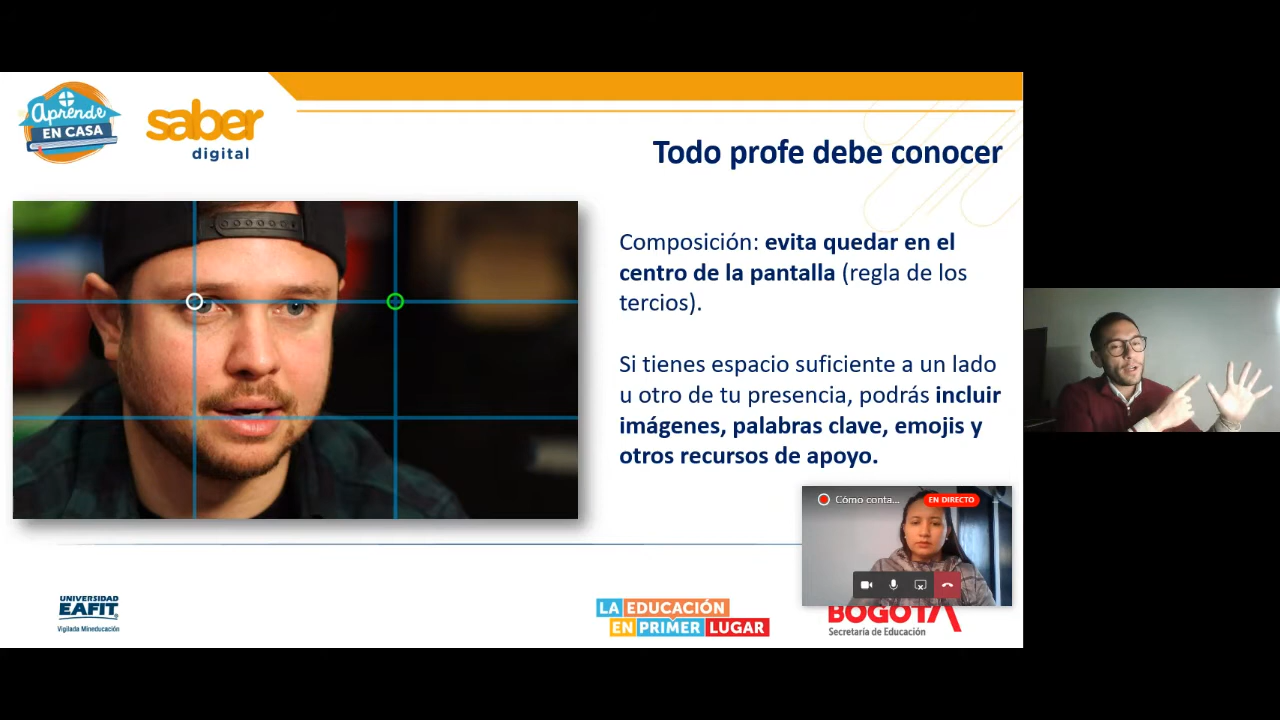 Aprende
EN CASA
saber
digital
Todo profe debe conocer
Composición: evita quedar en el
centro de la pantalla (regla de los
tercios).
Si tienes espacio suficiente a un lado
u otro de tu presencia, podrás incluir
imágenes, palabras clave, emojis y
otros recursos de apoyo.
Cómo conta...
EN DIRECTO
UNIVERSIDAD
EAFIT
Vigilada Mineducación
LA EDUCACIÓN
EN PRIMER LUGAR
BOGOTÁ
Secretaría de Educación